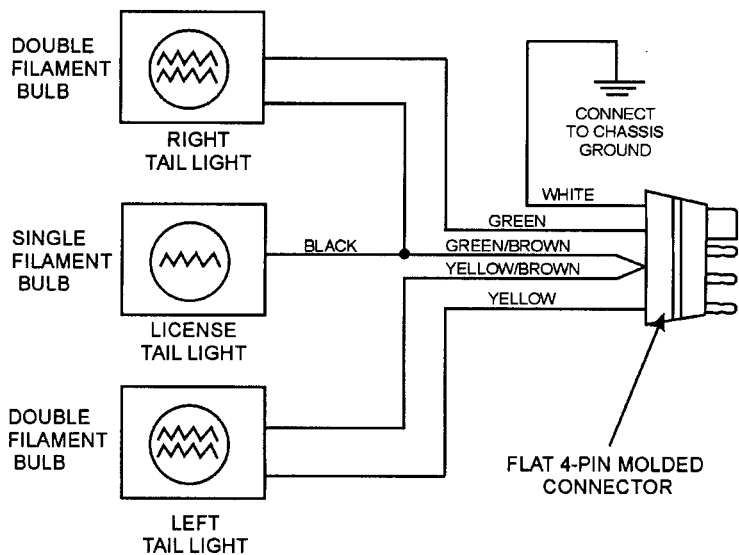 DOUBLE
FILAMENT
BULB
RIGHT
TAIL LIGHT
CONNECT
TO CHASSIS
GROUND
WHITE
GREEN
SINGLE
FILAMENT
BULB
BLACK
GREEN/BROWN
YELLOW/BROWN
YELLOW
LICENSE
TAIL LIGHT
DOUBLE
FILAMENT
BULB
LEFT
TAIL LIGHT
FLAT 4-PIN MOLDED
CONNECTOR